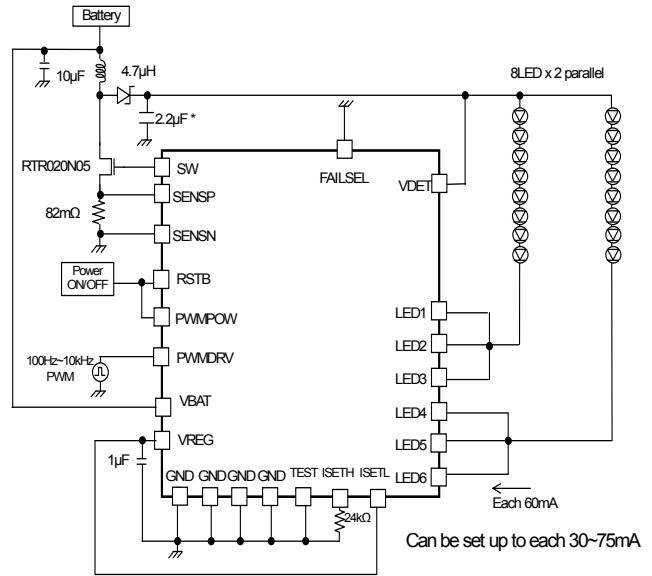 Battery
10μF
4.7μH
8LED x 2 parallel
2.2μF *
RTR020N05
SW
FAILSEL
VDET
SENSP
82mΩ
SENSN
Power
ON/OFF
RSTB
PWMPOW
LED1
LED2
LED3
100Hz~10kHz
PWM
PWMDRV
VBAT
LED4
VREG
LED5
1μF
GND GND GND GND TEST ISETH ISETL
LED6
24kΩ
Each 60mA
Can be set up to each 30~75mA